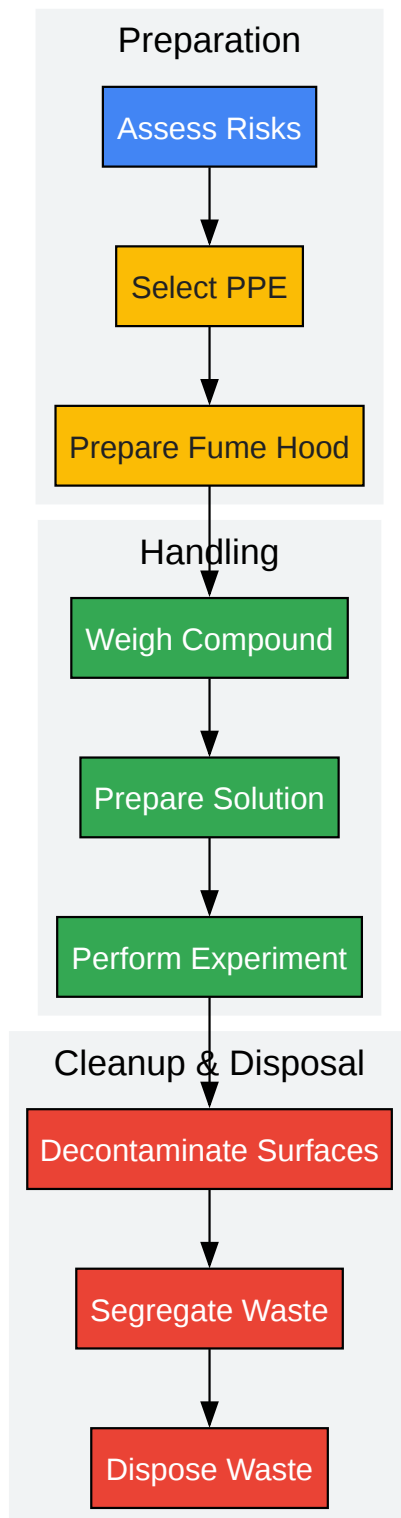 Preparation
Assess Risks
Select PPE
Prepare Fume Hood
Handling
Weigh Compound
Prepare Solution
Perform Experiment
Cleanup & Disposal
Decontaminate Surfaces
Segregate Waste
Dispose Waste